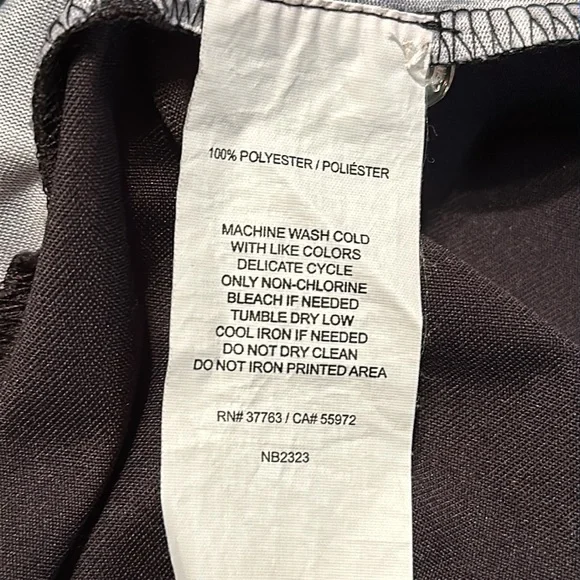 100% POLYESTER / POLIÉSTER
MACHINE WASH COLD
WITH LIKE COLORS
DELICATE CYCLE
ONLY NON-CHLORINE
BLEACH IF NEEDED
TUMBLE DRY LOW
COOL IRON IF NEEDED
DO NOT DRY CLEAN
DO NOT IRON PRINTED AREA
RN# 37763 / CA# 55972
NB2323